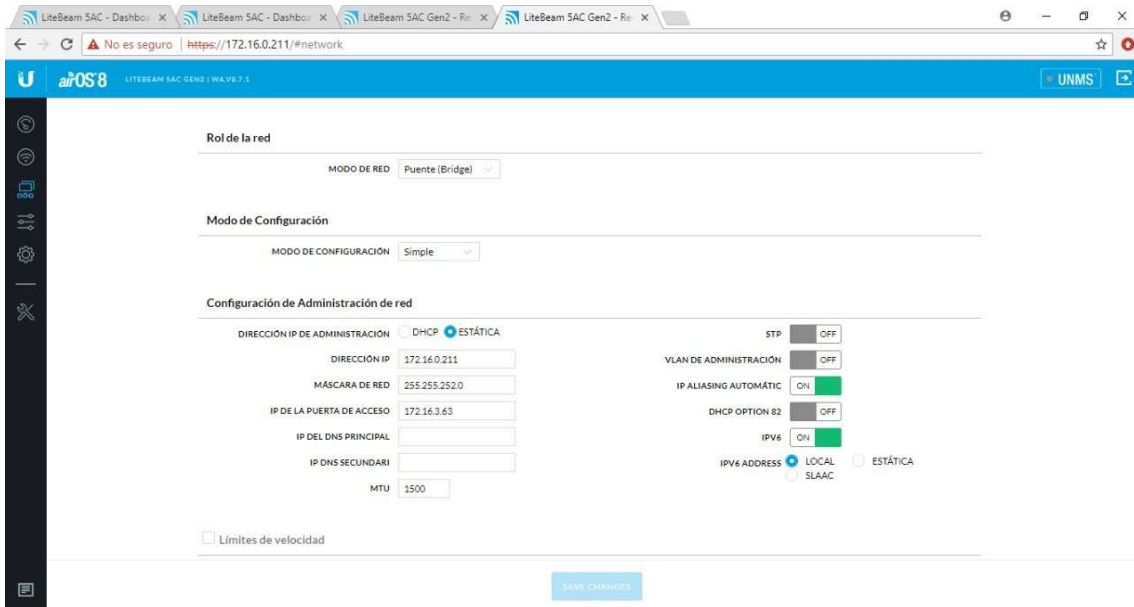 LiteBeam 5AC - Dashboa LiteBeam 5AC - Dashboa LiteBeam 5AC Gen2 - Re LiteBeam 5AC Gen2 - Re
No es seguro | https://172.16.0.211/#network
airOS 8 LITEBEAM 5AC GEN2 | WA.V8.7.1 UNMS
Rol de la red
MODO DE RED Puente (Bridge)
Modo de Configuración
MODO DE CONFIGURACIÓN Simple
Configuración de Administración de red
DIRECCIÓN IP DE ADMINISTRACIÓN DHCP ESTÁTICA STP OFF
DIRECCIÓN IP 172.16.0.211 VLAN DE ADMINISTRACIÓN OFF
MÁSCARA DE RED 255.255.252.0 IP ALIASING AUTOMÁTIC ON
IP DE LA PUERTA DE ACCESO 172.16.3.63 DHCP OPTION 82 OFF
IP DEL DNS PRINCIPAL IPV6 ON
IP DNS SECUNDARI IPV6 ADDRESS LOCAL ESTÁTICA
SLAAC
MTU 1500
Límites de velocidad
SAVE CHANGES